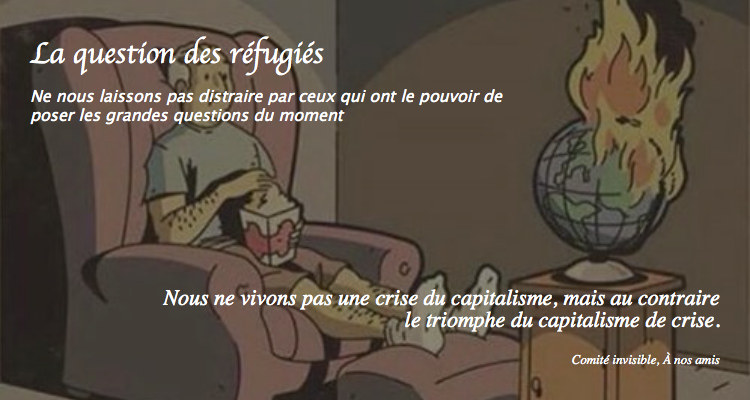 La question des réfugiés
Ne nous laissons pas distraire par ceux qui ont le pouvoir de
poser les grandes questions du moment
Nous ne vivons pas une crise du capitalisme, mais au contraire
le triomphe du capitalisme de crise.
Comité invisible, À nos amis